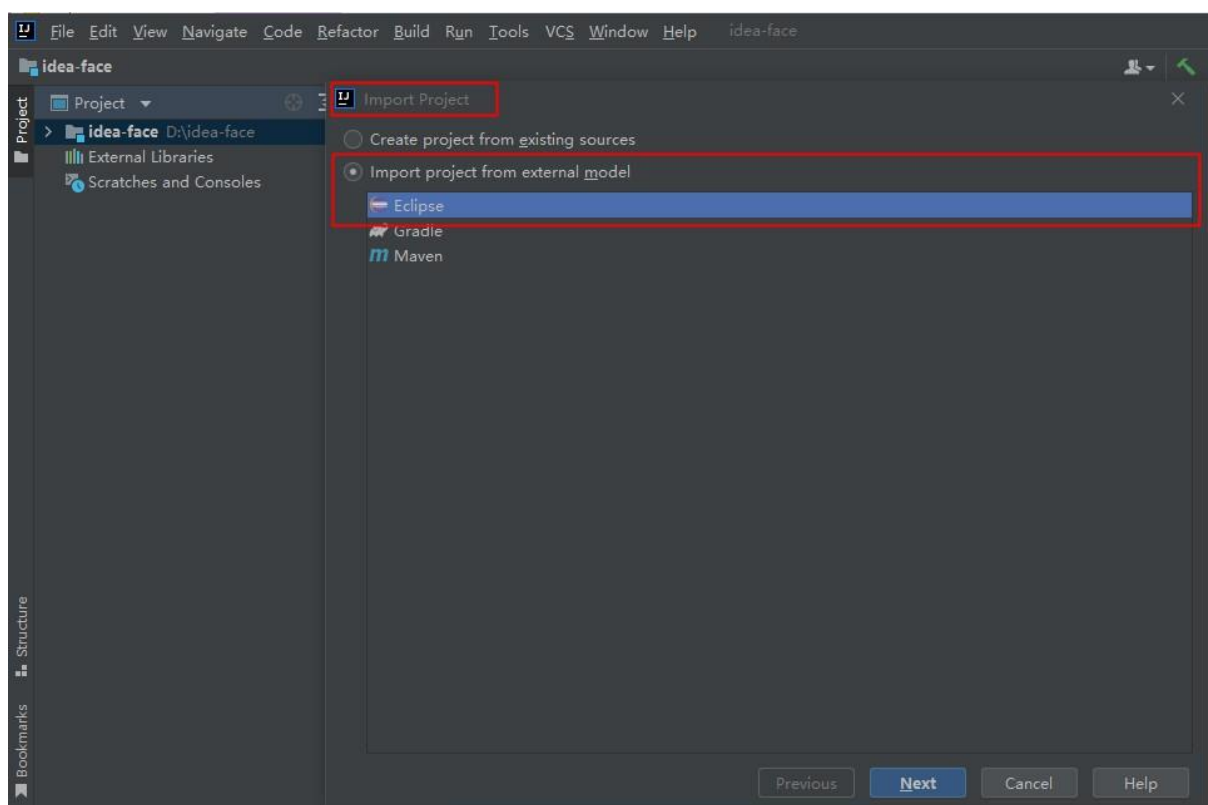 File Edit View Navigate Code Refactor Build Run Tools VCS Window Help idea-face
idea-face
Project
Project
Import Project
idea-face D:\idea-face
External Libraries
Scratches and Consoles
Create project from existing sources
Import project from external model
Eclipse
Gradle
Maven
Structure
Bookmarks
Previous Next Cancel Help